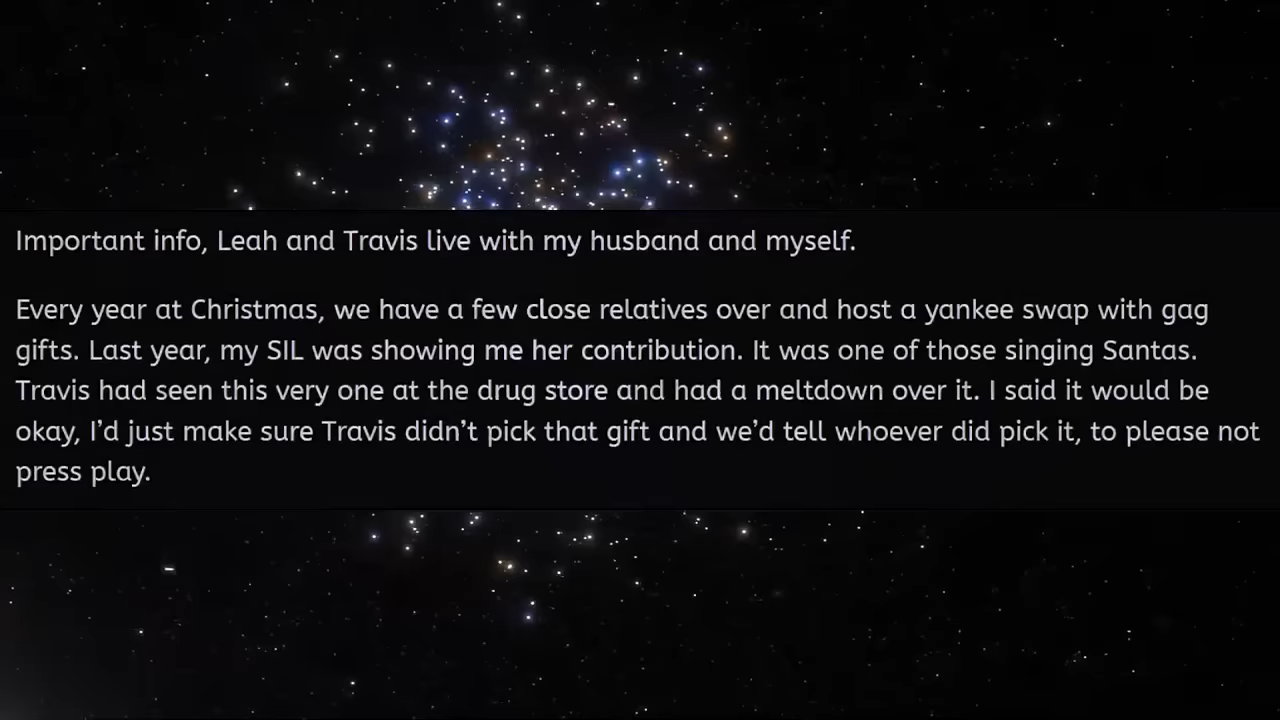 Important info, Leah and Travis live with my husband and myself.
Every year at Christmas, we have a few close relatives over and host a yankee swap with gag
gifts. Last year, my SIL was showing me her contribution. It was one of those singing Santas.
Travis had seen this very one at the drug store and had a meltdown over it. I said it would be
okay, I’d just make sure Travis didn’t pick that gift and we’d tell whoever did pick it, to please not
press play.